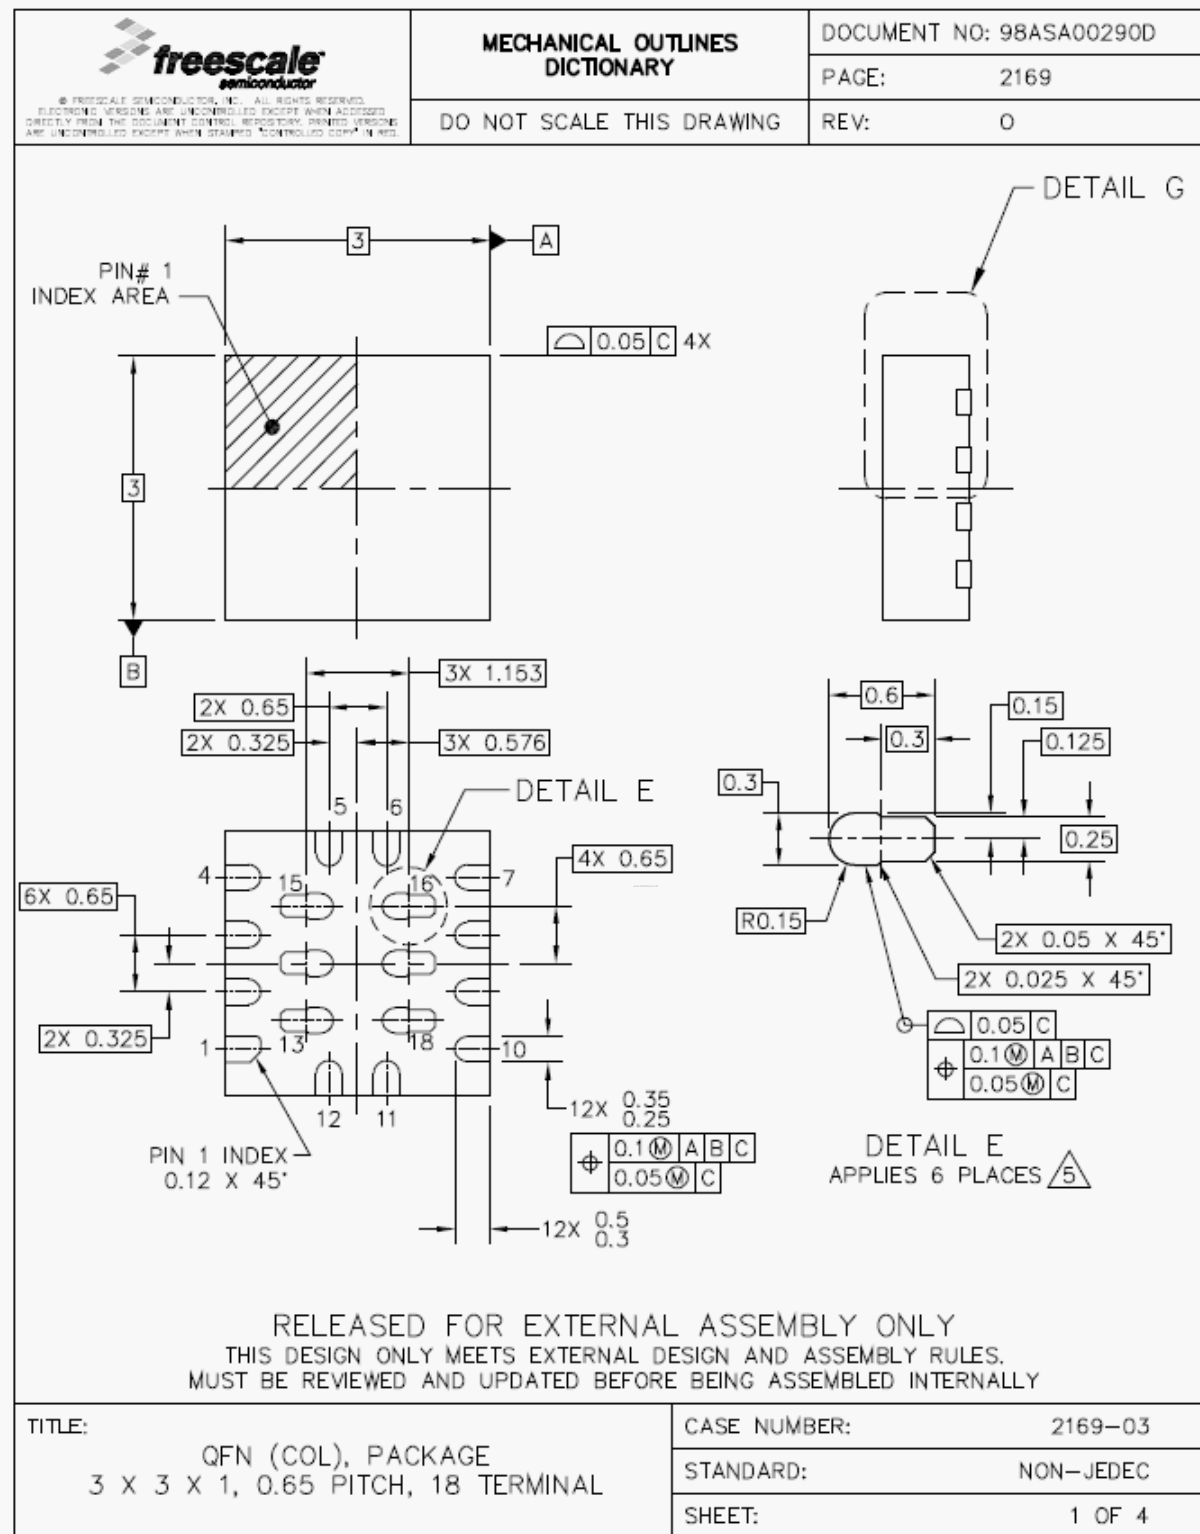 freescale
semiconductor
© FREESCALE SEMICONDUCTOR, INC. ALL RIGHTS RESERVED.
ELECTRONIC VERSIONS ARE UNCONTROLLED EXCEPT WHEN ACCESSED
DIRECTLY FROM THE DOCUMENT CONTROL REPOSITORY. PRINTED VERSIONS
ARE UNCONTROLLED EXCEPT WHEN STAMPED "CONTROLLED COPY" IN RED.
MECHANICAL OUTLINES
DICTIONARY
DO NOT SCALE THIS DRAWING
DOCUMENT NO: 98ASA00290D
PAGE: 2169
REV: O
DETAIL G
3
A
PIN# 1
INDEX AREA
0.05 C 4X
3
B
3X 1.153
2X 0.65
2X 0.325
3X 0.576
DETAIL E
5
6
4
15
16
7
4X 0.65
6X 0.65
2X 0.325
1
13
18
10
12
11
12X 0.35
0.25
0.1Ⓜ A B C
0.05Ⓜ C
PIN 1 INDEX
0.12 X 45°
12X 0.5
0.3
0.6
0.15
0.3
0.125
0.3
0.25
R0.15
2X 0.05 X 45°
2X 0.025 X 45°
0.05 C
0.1Ⓜ A B C
0.05Ⓜ C
DETAIL E
APPLIES 6 PLACES 5
RELEASED FOR EXTERNAL ASSEMBLY ONLY
THIS DESIGN ONLY MEETS EXTERNAL DESIGN AND ASSEMBLY RULES.
MUST BE REVIEWED AND UPDATED BEFORE BEING ASSEMBLED INTERNALLY
TITLE:
QFN (COL), PACKAGE
3 X 3 X 1, 0.65 PITCH, 18 TERMINAL
CASE NUMBER: 2169-03
STANDARD: NON-JEDEC
SHEET: 1 OF 4